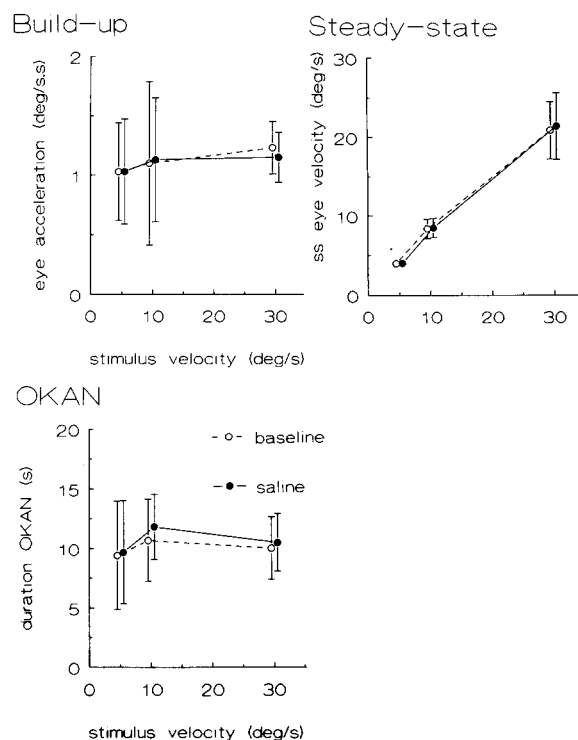 Build-up
eye acceleration (deg/s.s)
2
1
0
0 10 20 30
stimulus velocity (deg/s)
Steady-state
ss eye velocity (deg/s)
30
20
10
0
0 10 20 30
OKAN
duration OKAN (s)
20
15
10
5
0
0 10 20 30
stimulus velocity (deg/s)
baseline
saline